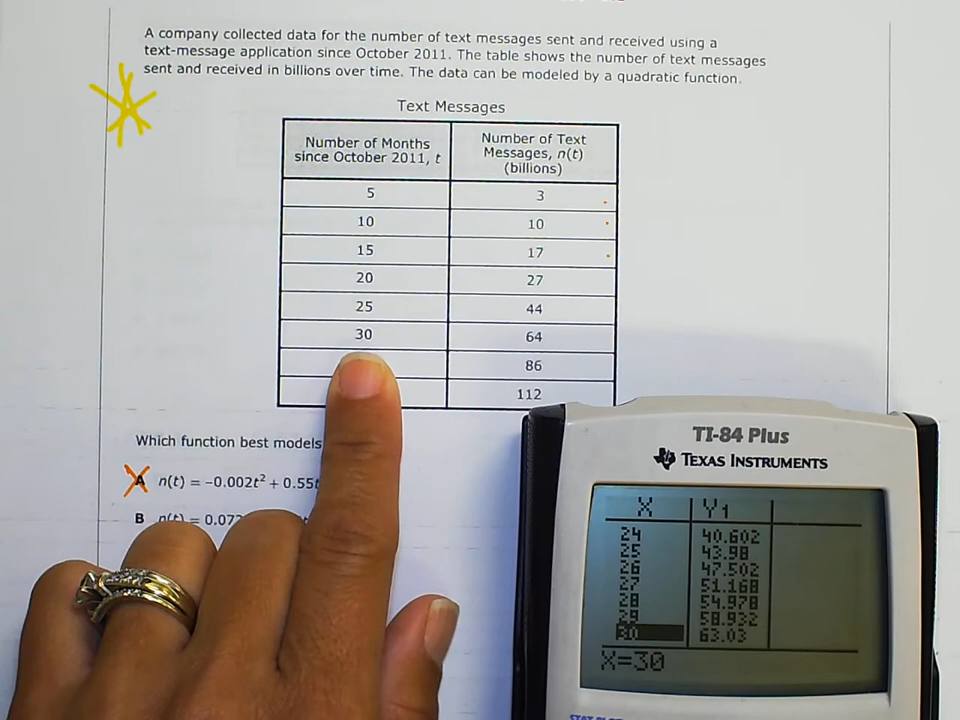 A company collected data for the number of text messages sent and received using a
text-message application since October 2011. The table shows the number of text messages
sent and received in billions over time. The data can be modeled by a quadratic function.
Text Messages
Number of Months since October 2011, t
Number of Text Messages, n(t) (billions)
5 3
10 10
15 17
20 27
25 44
30 64
86
112
Which function best models
A n(t) = -0.002t² + 0.55t
B n(t) = 0.07
TI-84 Plus
TEXAS INSTRUMENTS
X Y₁
24 40.602
25 43.98
26 47.502
27 51.168
28 54.978
29 58.932
30 63.03
X=30